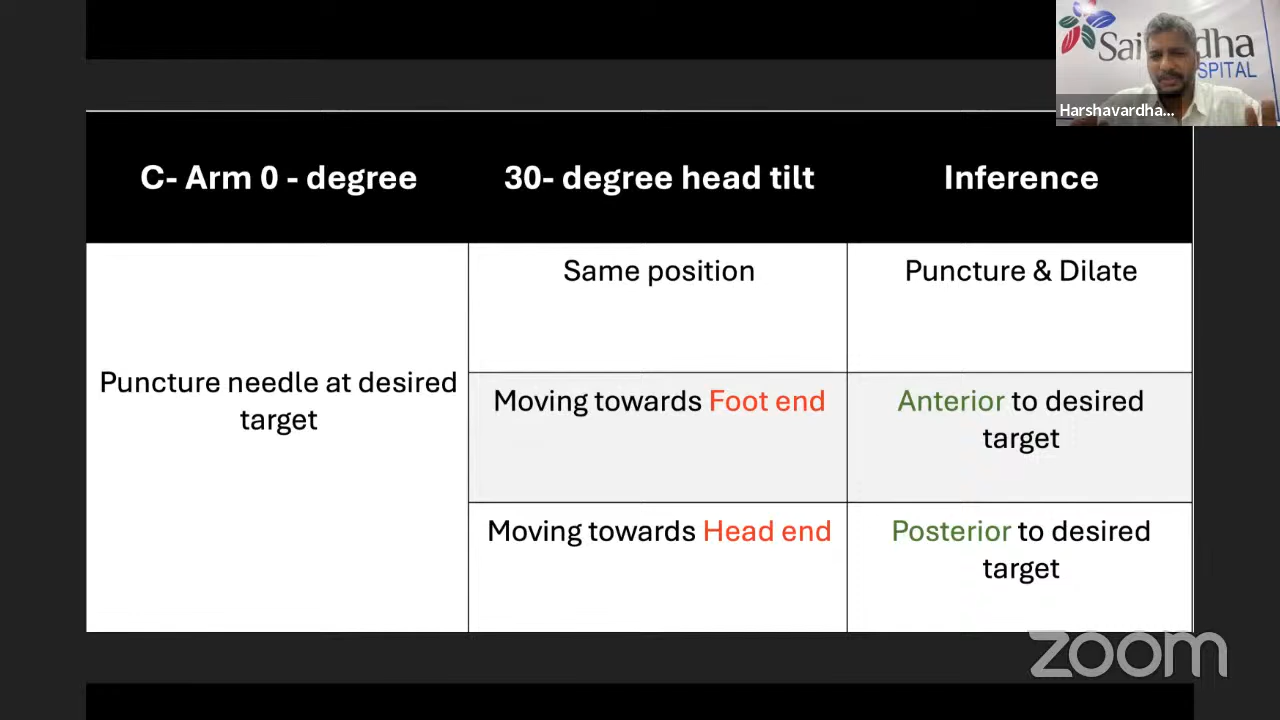 Harshavardha...
SPITAL
C- Arm 0 - degree
30- degree head tilt
Inference
Puncture needle at desired
target
Same position
Puncture & Dilate
Moving towards Foot end
Anterior to desired
target
Moving towards Head end
Posterior to desired
target
zoom